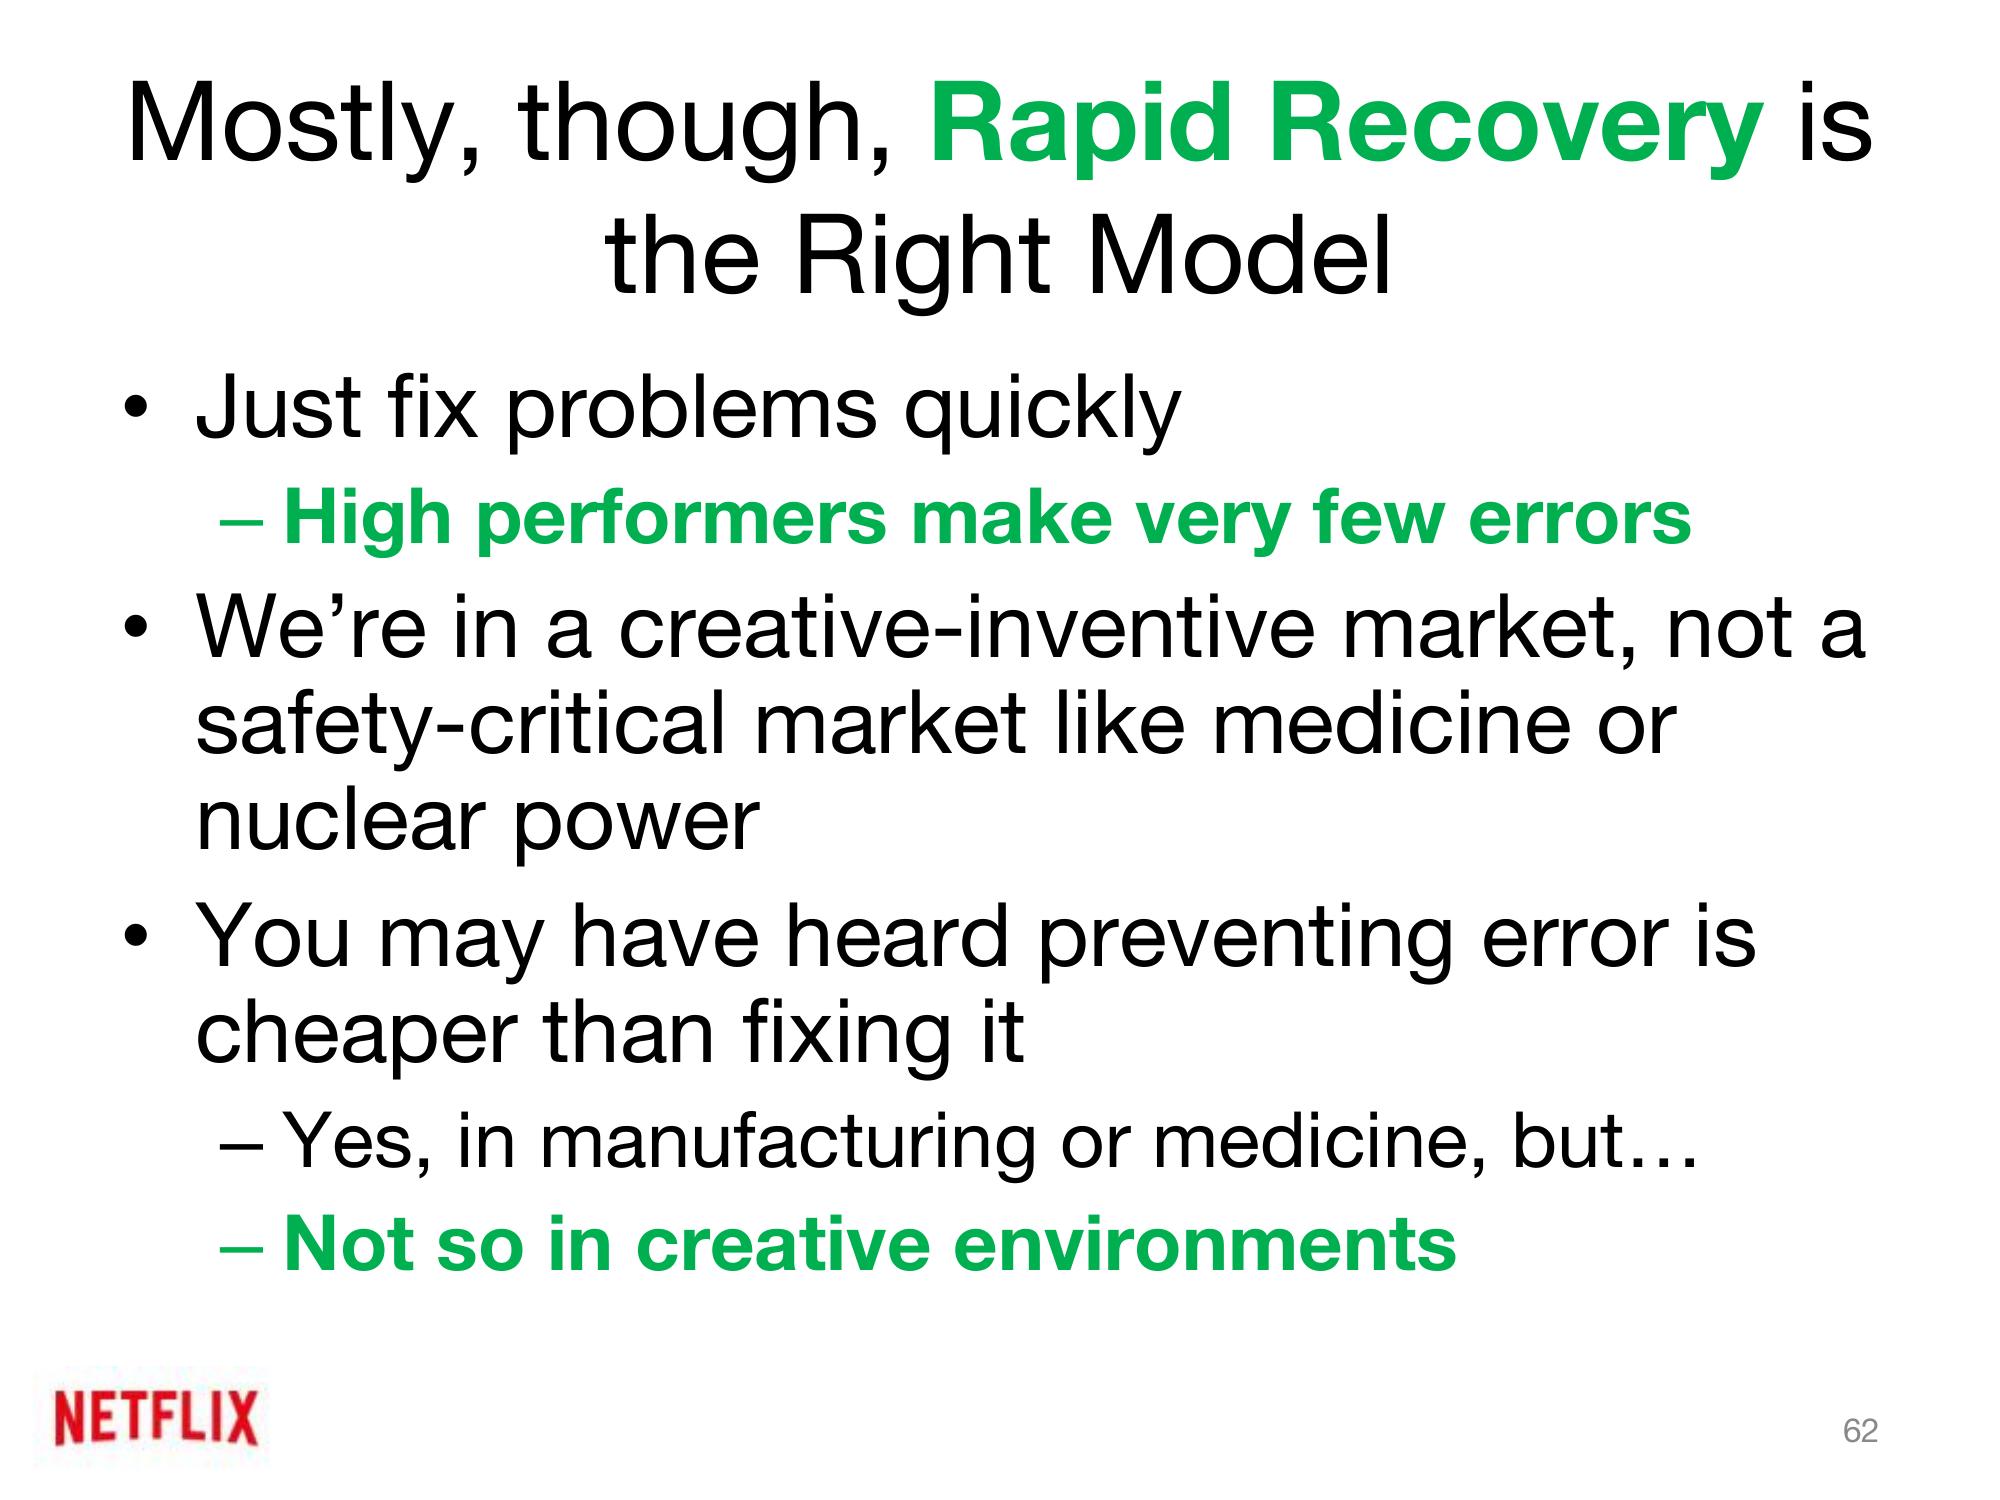 Mostly, though, Rapid Recovery is
the Right Model
• Just fix problems quickly
– High performers make very few errors
• We’re in a creative-inventive market, not a
safety-critical market like medicine or
nuclear power
• You may have heard preventing error is
cheaper than fixing it
– Yes, in manufacturing or medicine, but…
– Not so in creative environments
NETFLIX
62